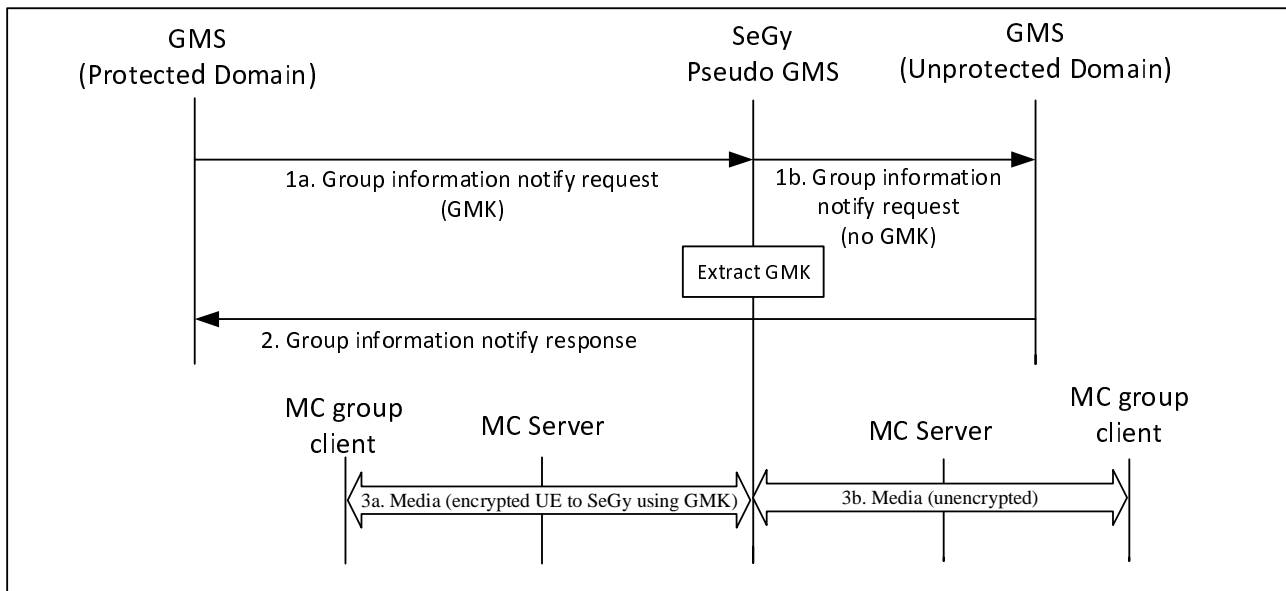 GMS
(Protected Domain)
SeGy
Pseudo GMS
GMS
(Unprotected Domain)
1a. Group information notify request
(GMK)
1b. Group information
notify request
(no GMK)
Extract GMK
2. Group information notify response
MC group
client
MC Server
MC Server
MC group
client
3a. Media (encrypted UE to SeGy using GMK)
3b. Media (unencrypted)